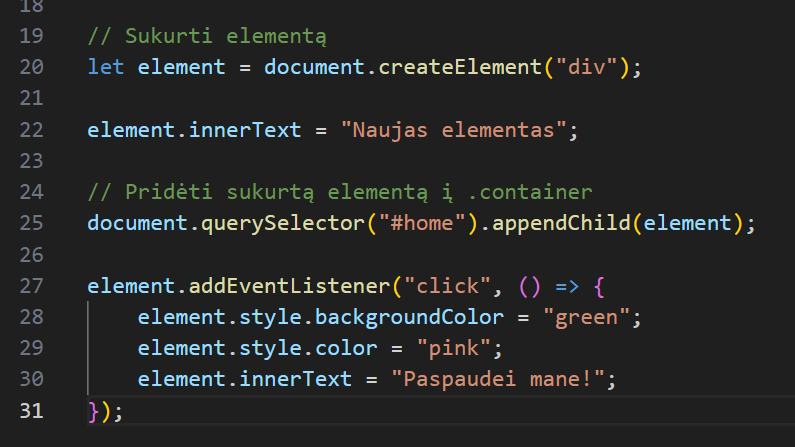 18
19 // Sukurti elementą
20 let element = document.createElement("div");
21
22 element.innerText = "Naujas elementas";
23
24 // Pridėti sukurtą elementą į .container
25 document.querySelector("#home").appendChild(element);
26
27 element.addEventListener("click", () => {
28     element.style.backgroundColor = "green";
29     element.style.color = "pink";
30     element.innerText = "Paspaudei mane!";
31 });